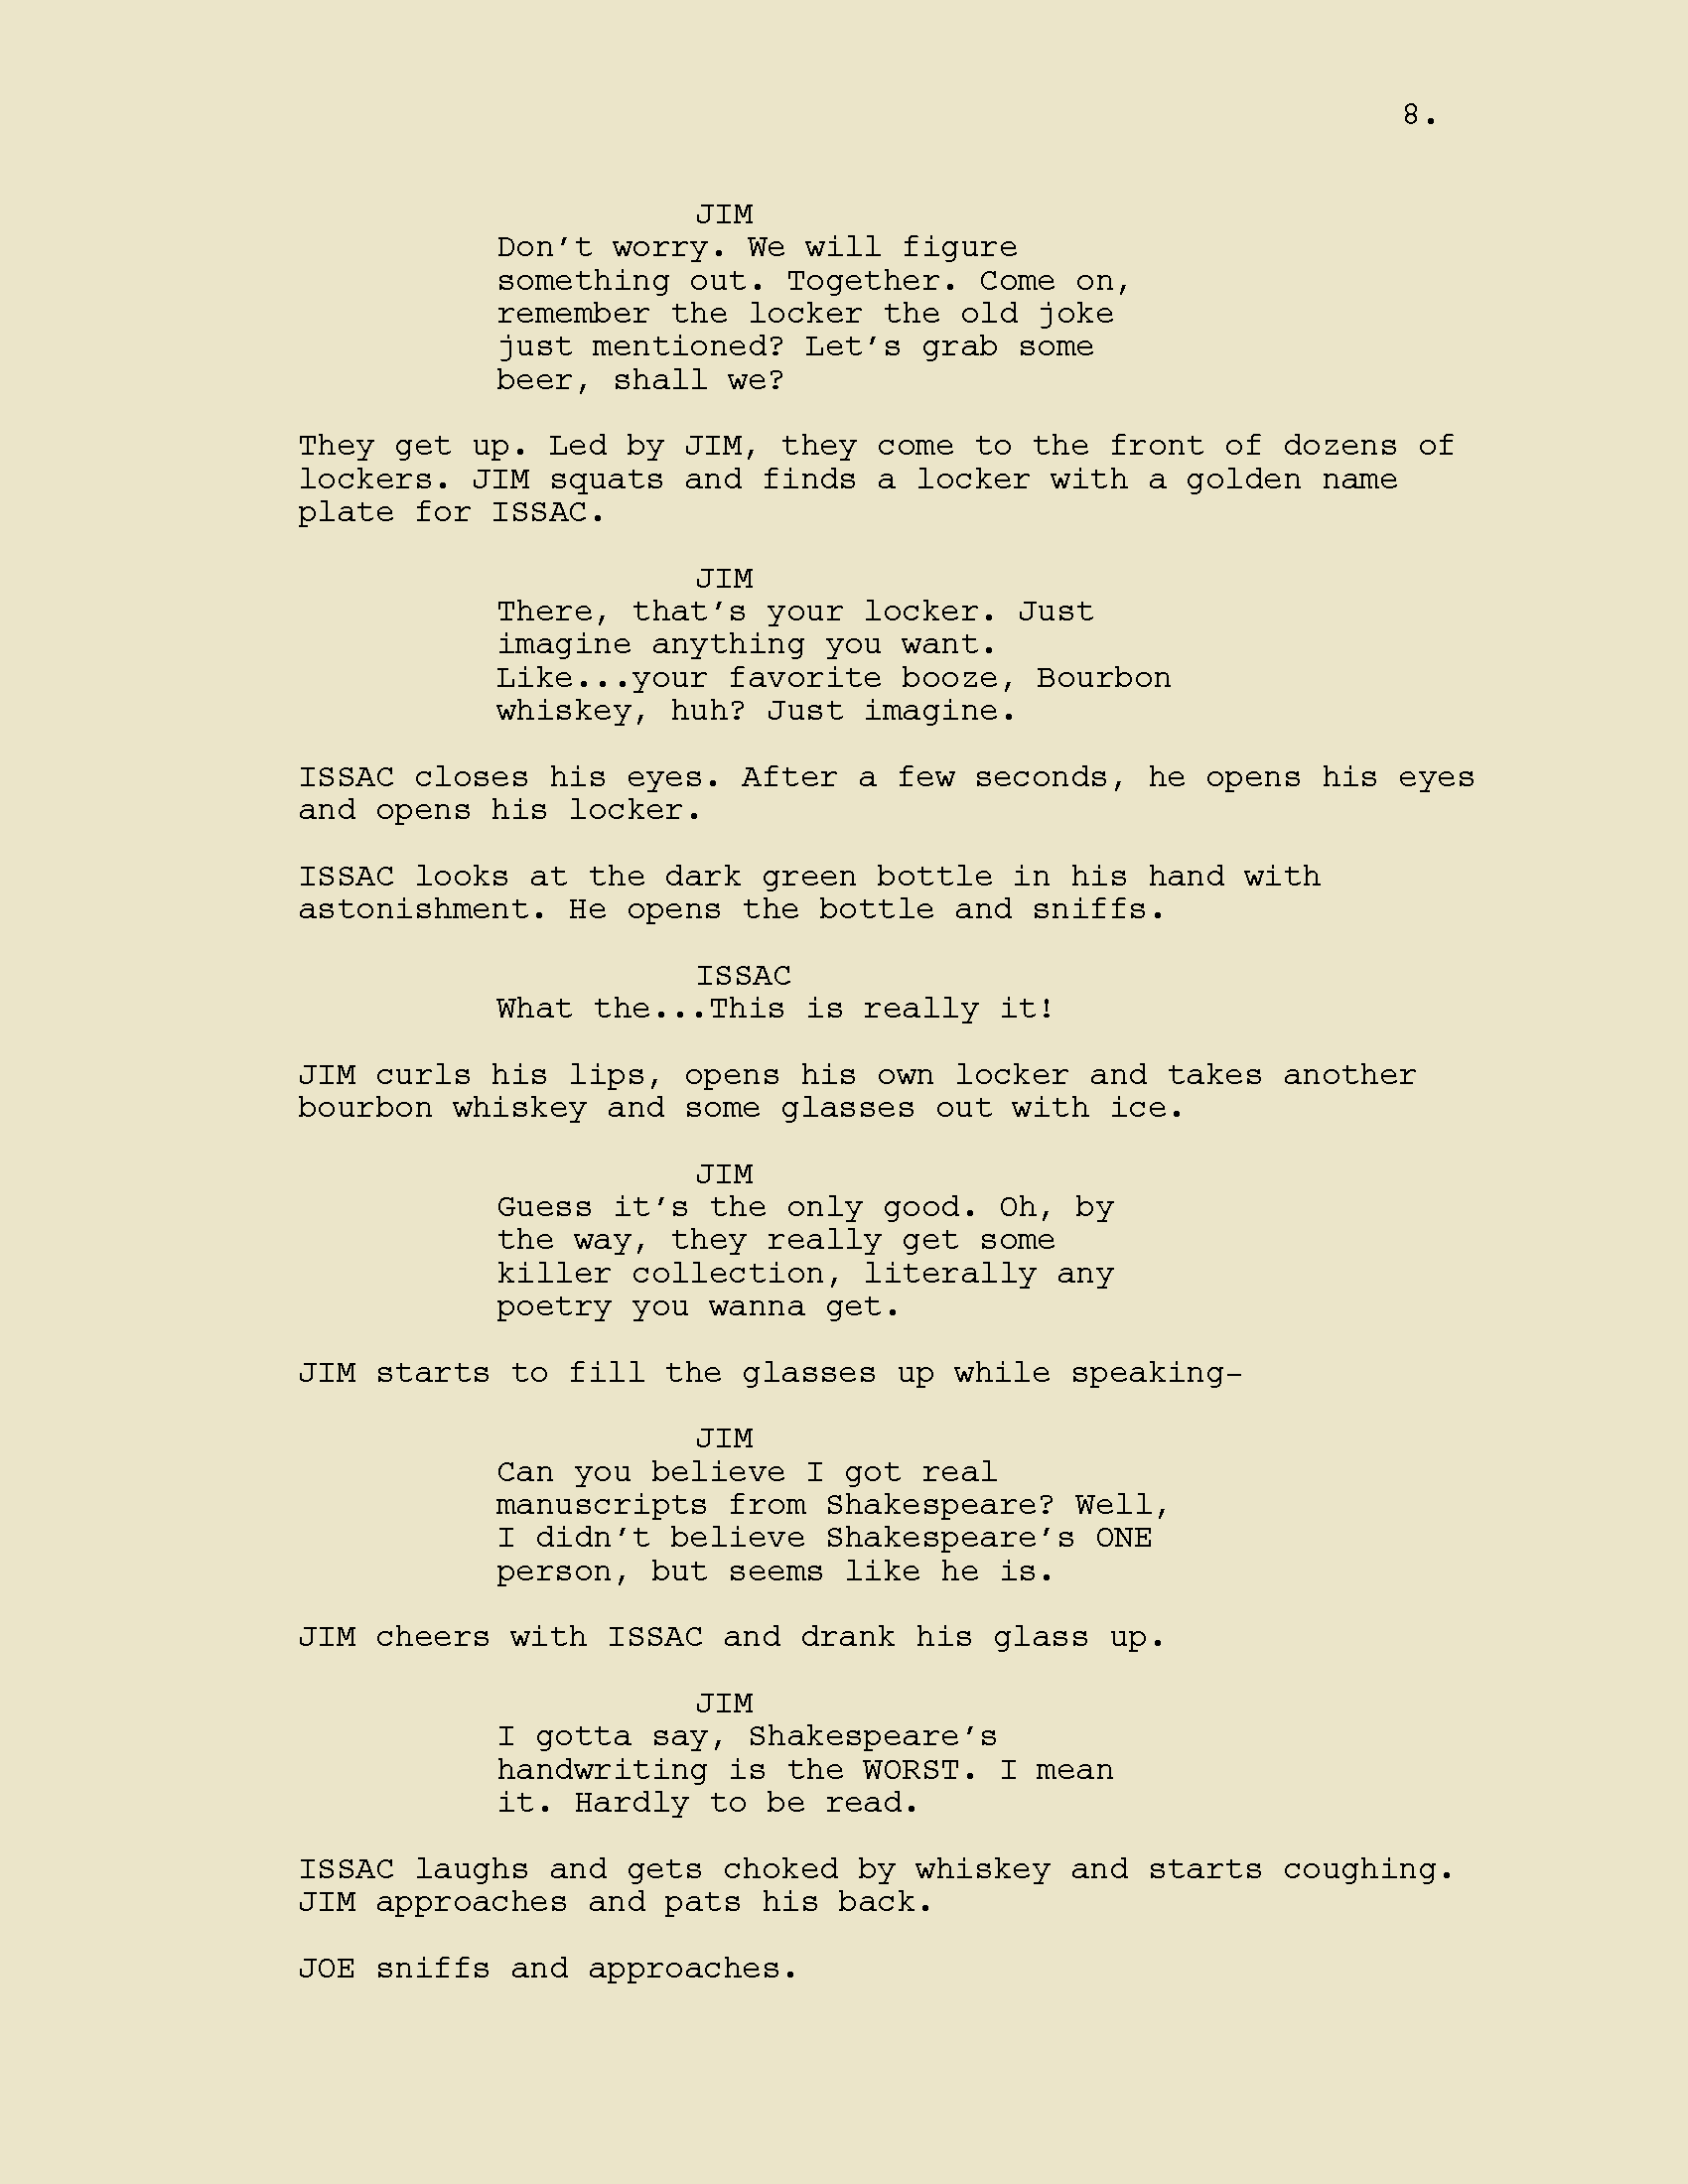 8.
JIM
Don't worry. We will figure
something out. Together. Come on,
remember the locker the old joke
just mentioned? Let's grab some
beer, shall we?
They get up. Led by JIM, they come to the front of dozens of
lockers. JIM squats and finds a locker with a golden name
plate for ISSAC.
JIM
There, that's your locker. Just
imagine anything you want.
Like...your favorite booze, Bourbon
whiskey, huh? Just imagine.
ISSAC closes his eyes. After a few seconds, he opens his eyes
and opens his locker.
ISSAC looks at the dark green bottle in his hand with
astonishment. He opens the bottle and sniffs.
ISSAC
What the...This is really it!
JIM curls his lips, opens his own locker and takes another
bourbon whiskey and some glasses out with ice.
JIM
Guess it's the only good. Oh, by
the way, they really get some
killer collection, literally any
poetry you wanna get.
JIM starts to fill the glasses up while speaking-
JIM
Can you believe I got real
manuscripts from Shakespeare? Well,
I didn't believe Shakespeare's ONE
person, but seems like he is.
JIM cheers with ISSAC and drank his glass up.
JIM
I gotta say, Shakespeare's
handwriting is the WORST. I mean
it. Hardly to be read.
ISSAC laughs and gets choked by whiskey and starts coughing.
JIM approaches and pats his back.
JOE sniffs and approaches.